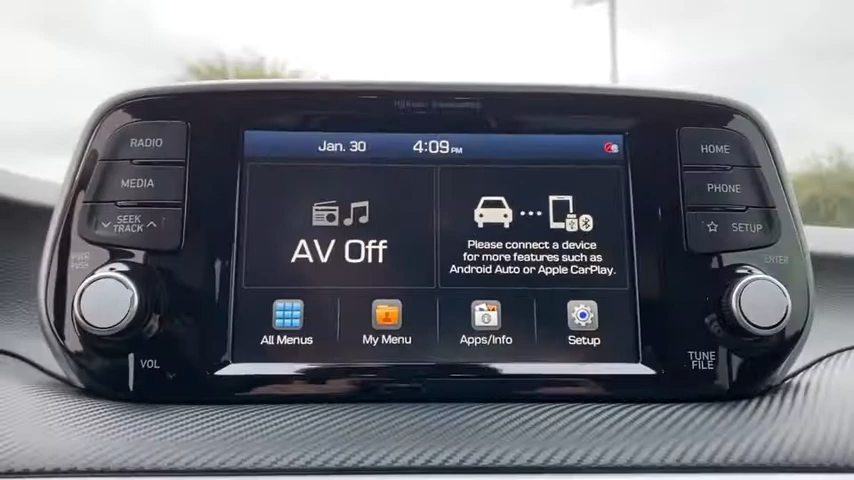 RADIO
MEDIA
SEEK
TRACK
PWR
PUSH
VOL
Jan. 30 4:09 PM
AV Off
Please connect a device
for more features such as
Android Auto or Apple CarPlay.
All Menus
My Menu
Apps/Info
Setup
HOME
PHONE
SETUP
ENTER
TUNE
FILE